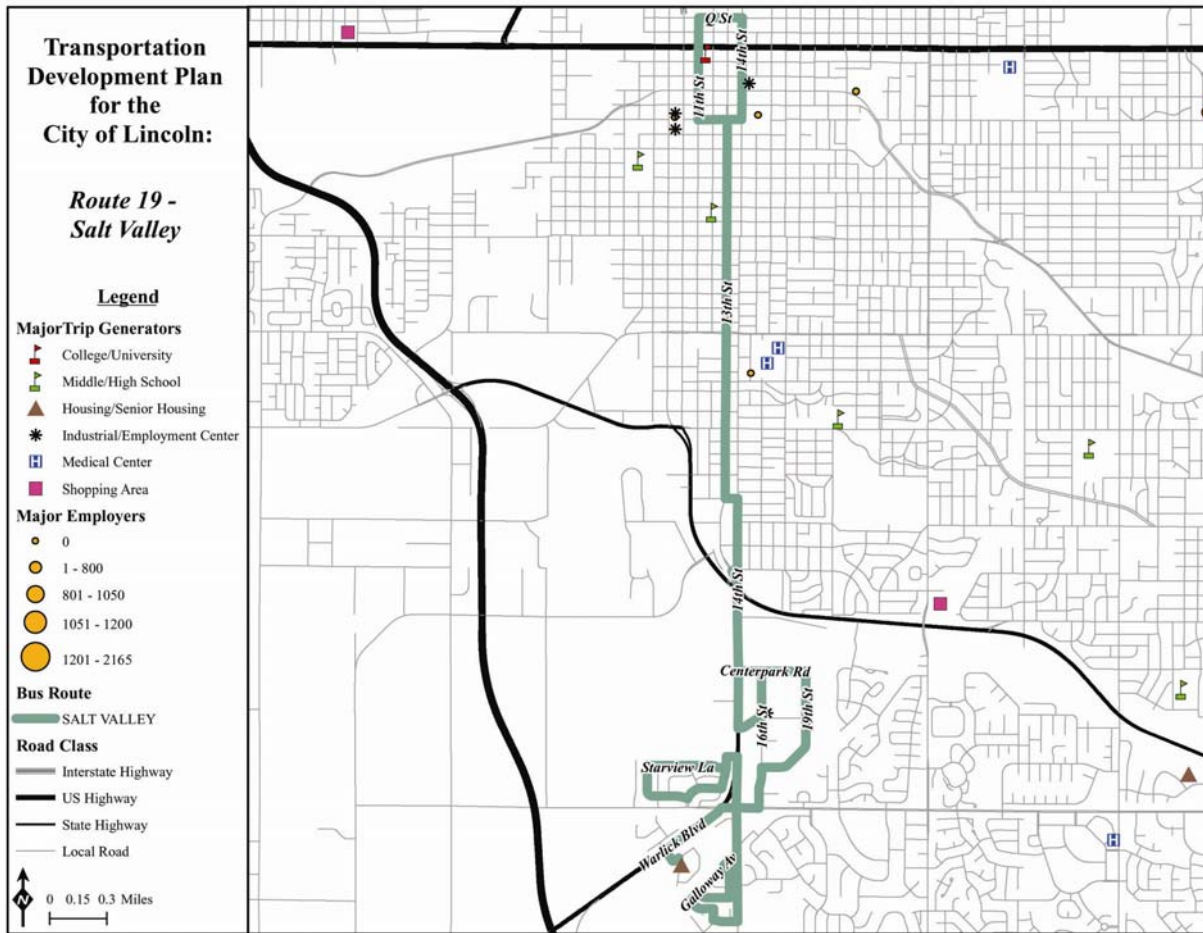 Transportation
Development Plan
for the
City of Lincoln:
Route 19 -
Salt Valley
Legend
MajorTrip Generators
College/University
Middle/High School
Housing/Senior Housing
Industrial/Employment Center
H
Medical Center
Shopping Area
Major Employers
0
1 - 800
801 - 1050
1051 - 1200
1201 - 2165
Bus Route
SALT VALLEY
Road Class
Interstate Highway
US Highway
State Highway
Local Road
N
0 0.15 0.3 Miles
Q St
14th St
11th St
H
13th St
H
H
14th St
Centerpark Rd
16th St
19th St
Starview La
Warlick Blvd
H
Galloway Av